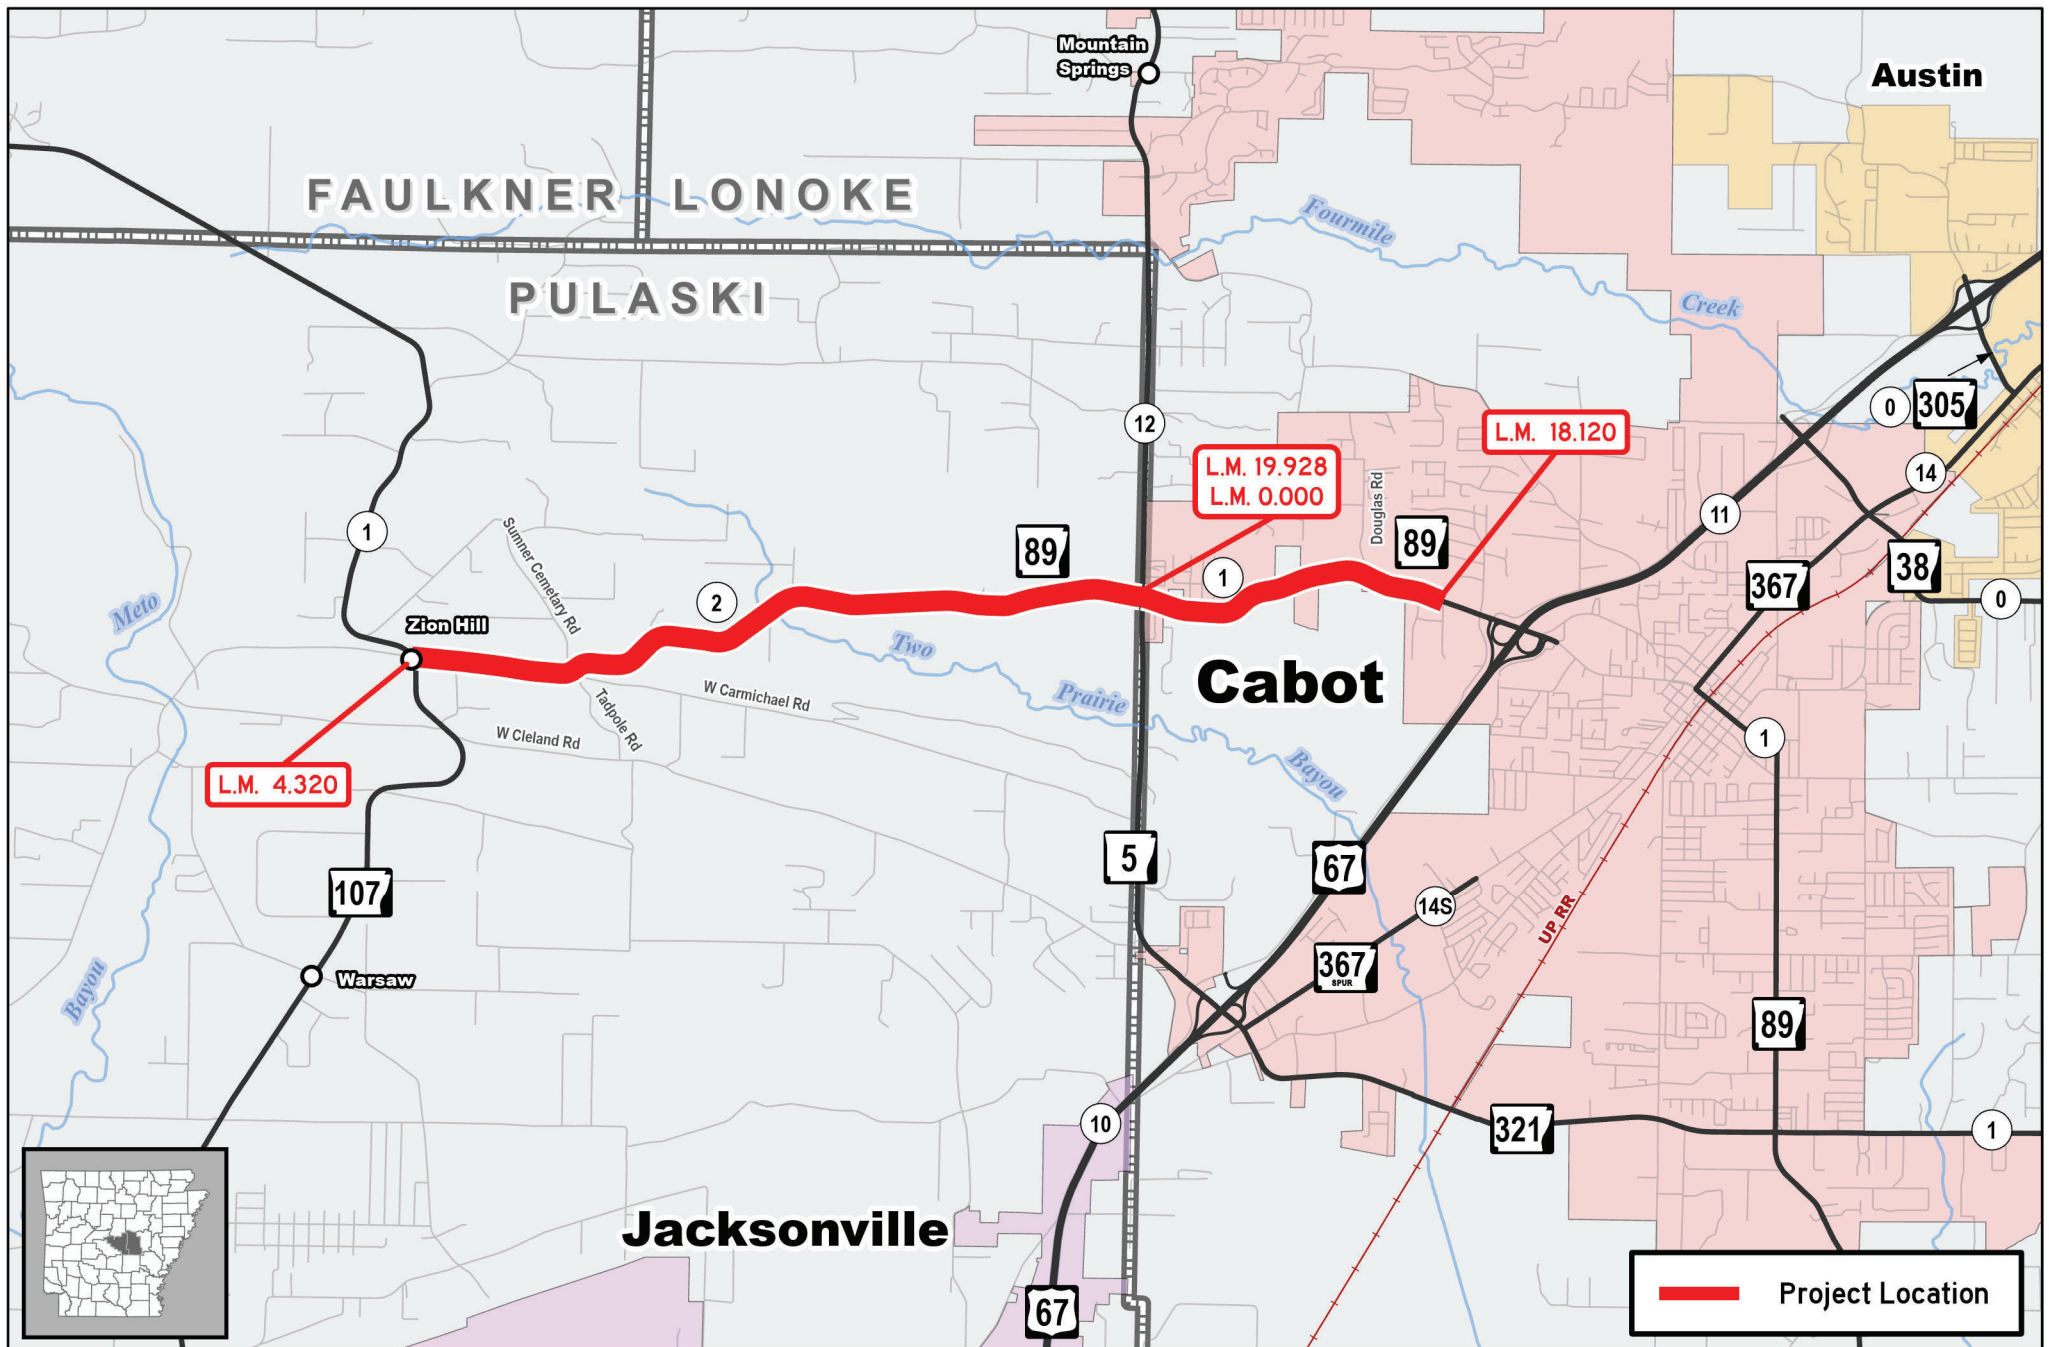 Mountain
Springs
Austin
FAULKNER
LONOKE
Fourmile
PULASKI
Creek
0
305
12
L.M. 18.120
L.M. 19.928
L.M. 0.000
14
Douglas Rd
11
1
Sumner Cemetary Rd
89
89
38
367
1
2
0
Zion Hill
Meto
Two
Cabot
Prairie
W Carmichael Rd
Tadpole Rd
W Cleland Rd
1
Bayou
L.M. 4.320
5
67
107
14S
UP RR
367
SPUR
Warsaw
Bayou
89
10
321
1
Jacksonville
67
Project Location